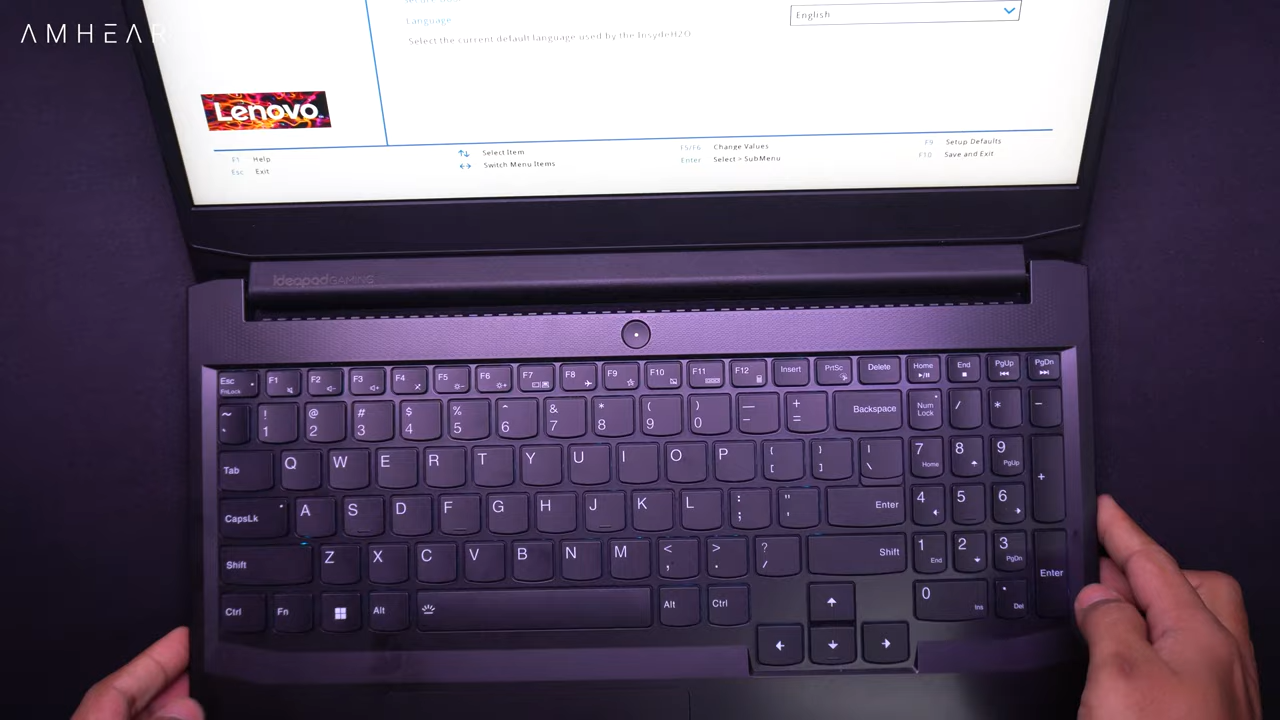 AMHEAR
Language
English
Select the current default language used by the InsydeH2O
Lenovo
F1 Help
Esc Exit
Select Item
Switch Menu Items
F5/F6 Change Values
Enter Select > SubMenu
F9 Setup Defaults
F10 Save and Exit
ideapad GAMING
Esc FnLock F1 F2 F3 F4 F5 F6 F7 F8 F9 F10 F11 F12 Insert PrtSc Delete Home End PgUp PgDn
~ ` ! 1 @ 2 # 3 $ 4 % 5 ^ 6 & 7 * 8 ( 9 ) 0 — - + = Backspace Num Lock / * -
Tab Q W E R T Y U I O P { [ } ] | \ 7 Home 8 9 PgUp +
CapsLk A S D F G H J K L : ; " ' Enter 4 5 6
Shift Z X C V B N M < , > . ? / Shift 1 End 2 3 PgDn Enter
Ctrl Fn Alt Alt Ctrl 0 Ins . Del